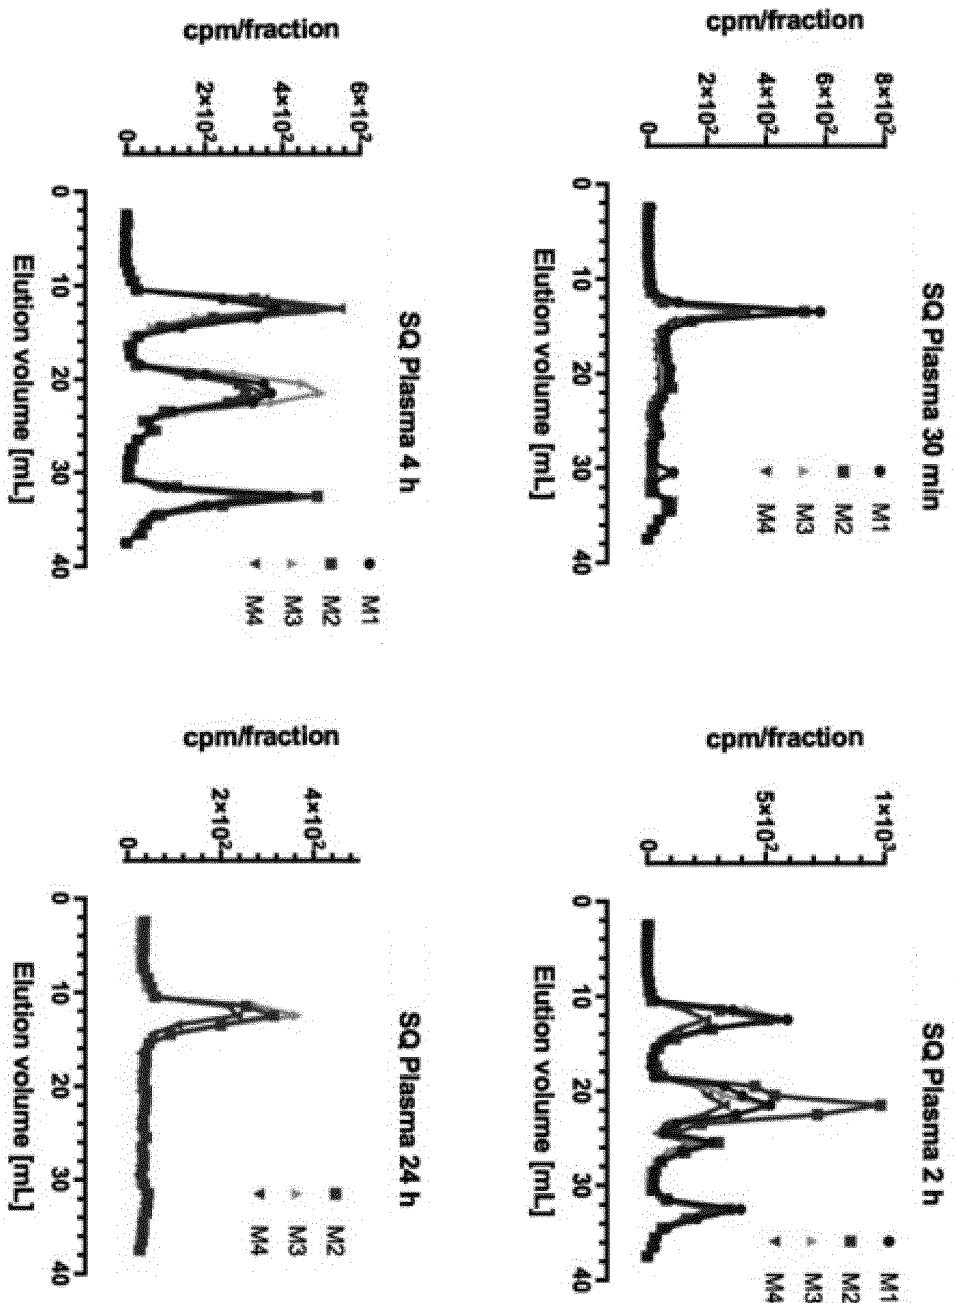 SQ Plasma 30 min
cpm/fraction
8×10²
6×10²
4×10²
2×10²
0
0 10 20 30 40
Elution volume [mL]
M1
M2
M3
M4
SQ Plasma 2 h
cpm/fraction
1×10³
5×10²
0
0 10 20 30 40
Elution volume [mL]
M1
M2
M3
M4
SQ Plasma 4 h
cpm/fraction
6×10²
4×10²
2×10²
0
0 10 20 30 40
Elution volume [mL]
M1
M2
M3
M4
SQ Plasma 24 h
cpm/fraction
4×10²
2×10²
0
0 10 20 30 40
Elution volume [mL]
M2
M3
M4